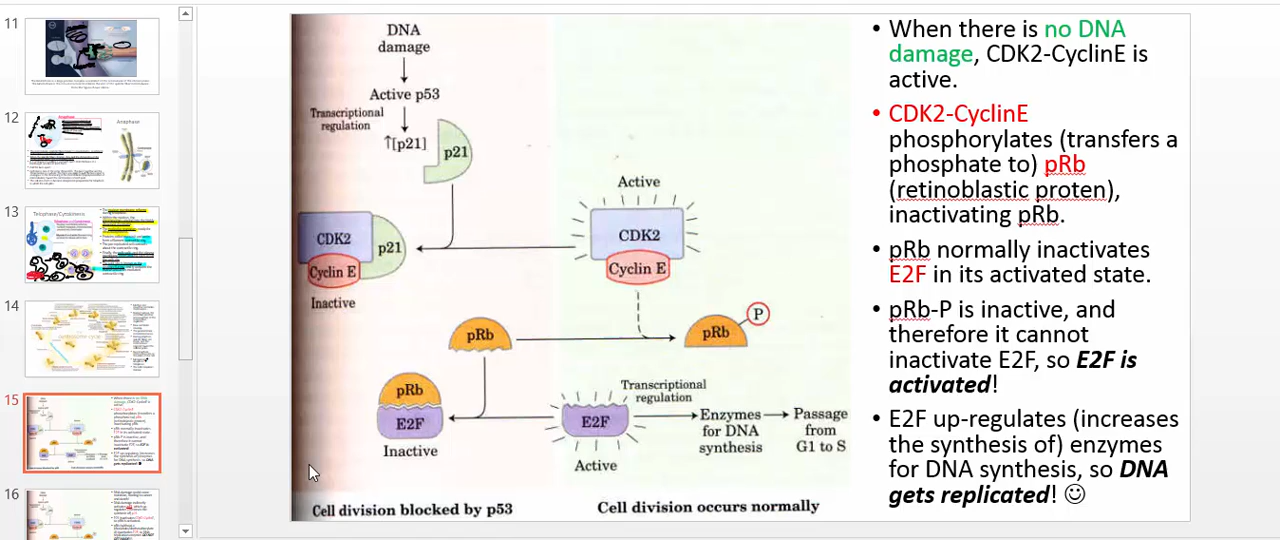 11
12
Anaphase
13
Telophase/Cytokinesis
14
15
16
DNA
damage
Active p53
Transcriptional
regulation
↑[p21]
p21
CDK2
p21
Cyclin E
Inactive
Active
CDK2
Cyclin E
pRb
pRb
P
pRb
E2F
Inactive
E2F
Active
Transcriptional
regulation
Enzymes
for DNA
synthesis
Passage
from
G1 to S
Cell division blocked by p53
Cell division occurs normally
• When there is no DNA
damage, CDK2-CyclinE is
active.
• CDK2-CyclinE
phosphorylates (transfers a
phosphate to) pRb
(retinoblastic proten),
inactivating pRb.
• pRb normally inactivates
E2F in its activated state.
• pRb-P is inactive, and
therefore it cannot
inactivate E2F, so E2F is
activated!
• E2F up-regulates (increases
the synthesis of) enzymes
for DNA synthesis, so DNA
gets replicated! ☺